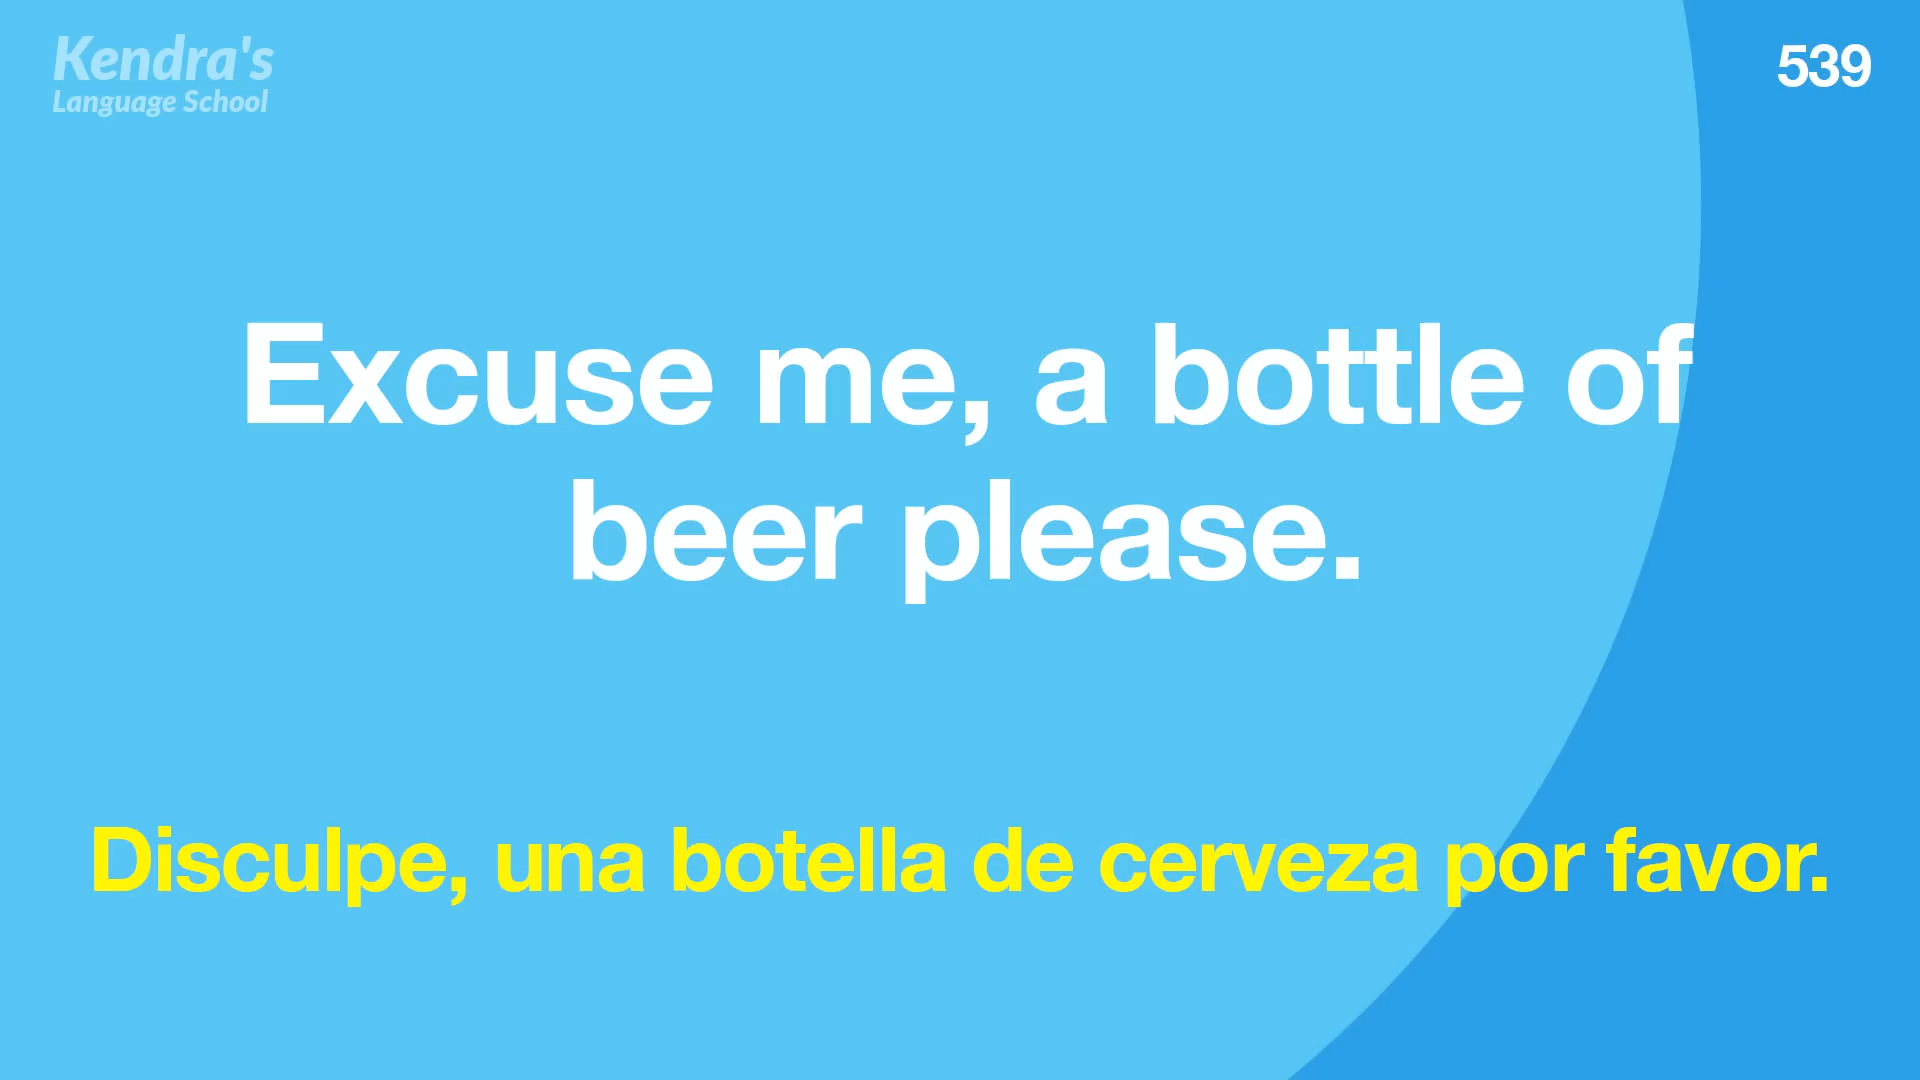 Kendra's
Language School
539
Excuse me, a bottle of
beer please.
Disculpe, una botella de cerveza por favor.